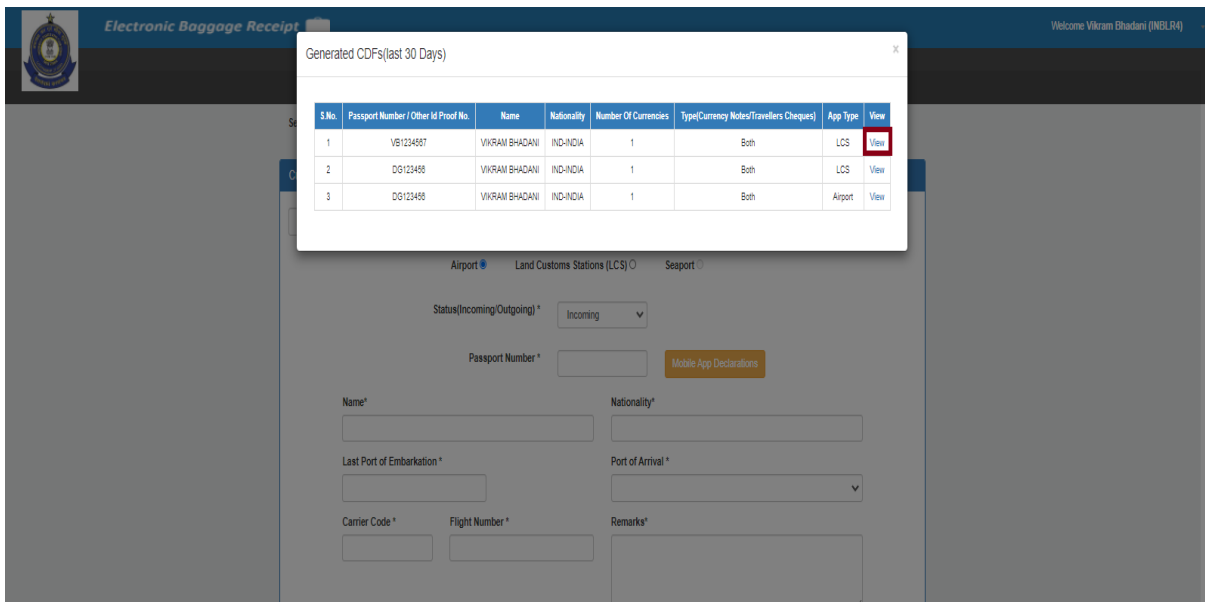 Electronic Baggage Receipt
Welcome Vikram Bhadani (INBLR4)
Generated CDFs(last 30 Days)
x
S.No. Passport Number / Other Id Proof No. Name Nationality Number Of Currencies Type(Currency Notes/Travellers Cheques) App Type View
1 VB1234567 VIKRAM BHADANI IND-INDIA 1 Both LCS View
2 DG123456 VIKRAM BHADANI IND-INDIA 1 Both LCS View
3 DG123456 VIKRAM BHADANI IND-INDIA 1 Both Airport View
Airport Land Customs Stations (LCS) Seaport
Status(Incoming/Outgoing) * Incoming
Passport Number * Mobile App Declarations
Name* Nationality*
Last Port of Embarkation * Port of Arrival *
Carrier Code * Flight Number * Remarks*